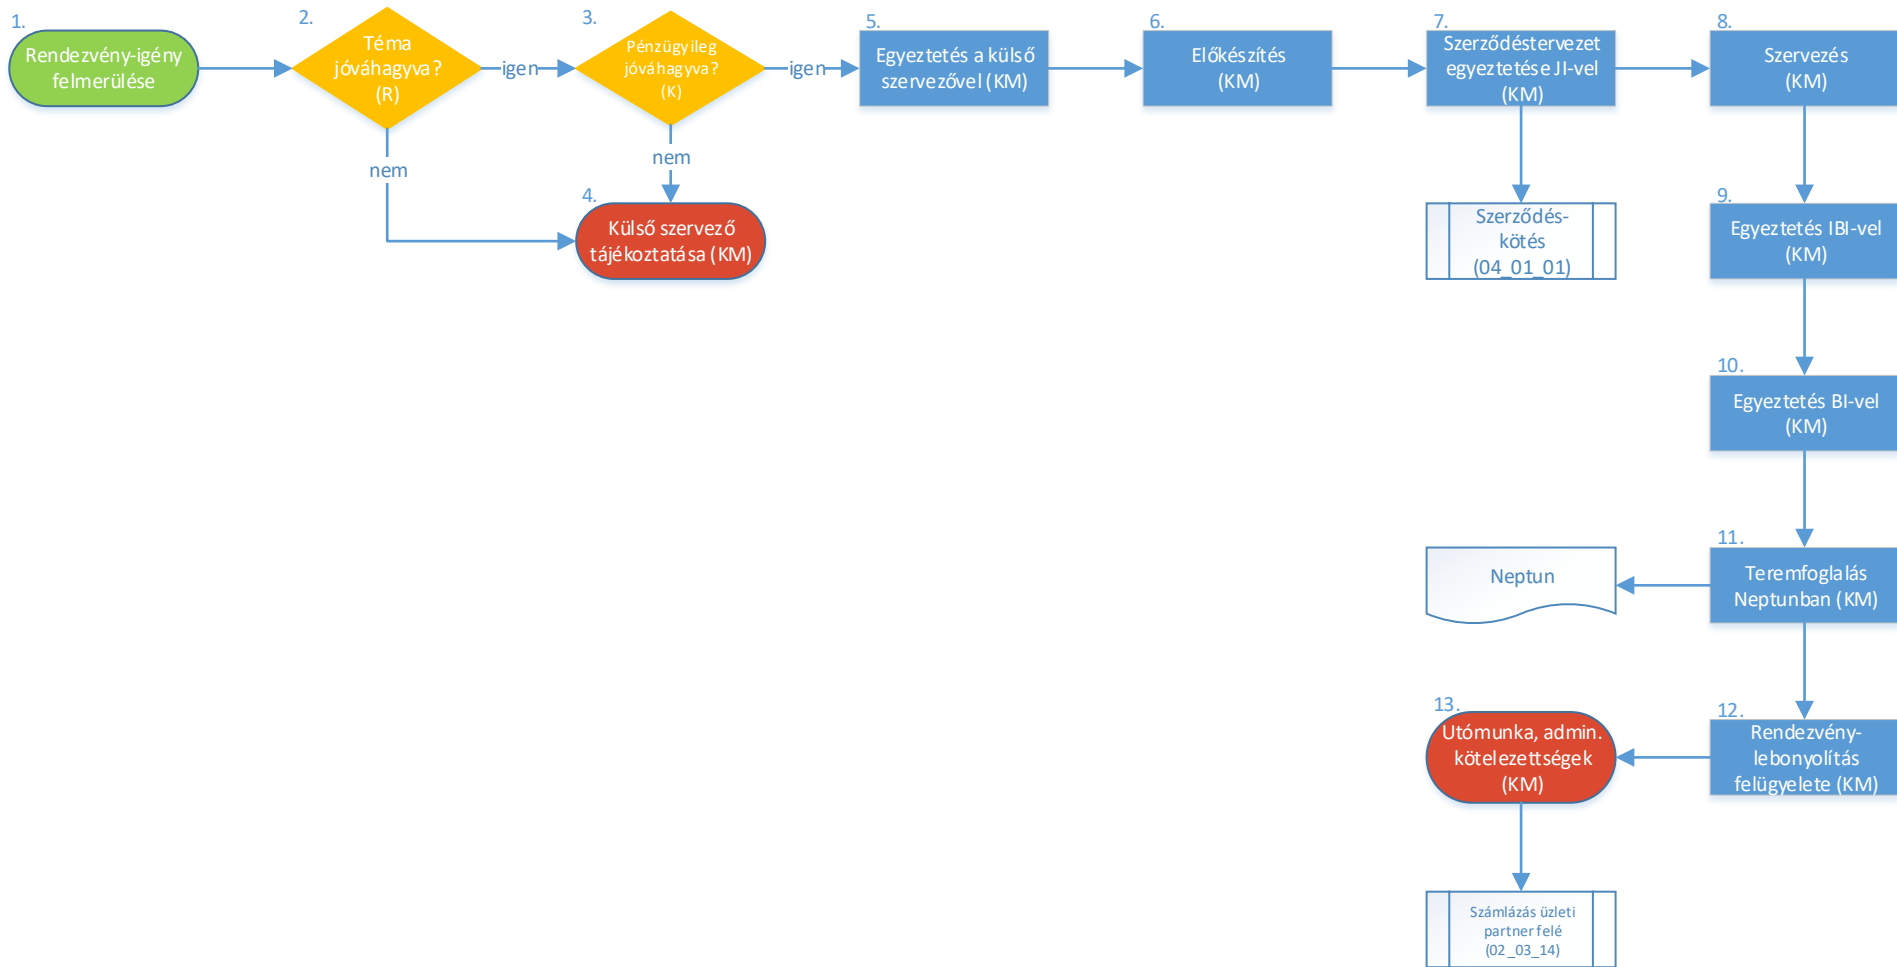 1.
Rendezvény-igény
felmerülése
2.
Téma
jóváhagyva?
(R)
igen
nem
3.
Pénzügyileg
jóváhagyva?
(K)
igen
nem
4.
Külső szervező
tájékoztatása (KM)
5.
Egyeztetés a külső
szervezővel (KM)
6.
Előkészítés
(KM)
7.
Szerződéstervezet
egyeztetése JI-vel
(KM)
Szerződés-
kötés
(04_01_01)
8.
Szervezés
(KM)
9.
Egyeztetés IBI-vel
(KM)
10.
Egyeztetés BI-vel
(KM)
11.
Teremfoglalás
Neptunban (KM)
Neptun
12.
Rendezvény-
lebonyolítás
felügyelete (KM)
13.
Utómunka, admin.
kötelezettségek
(KM)
Számlázás üzleti
partner felé
(02_03_14)